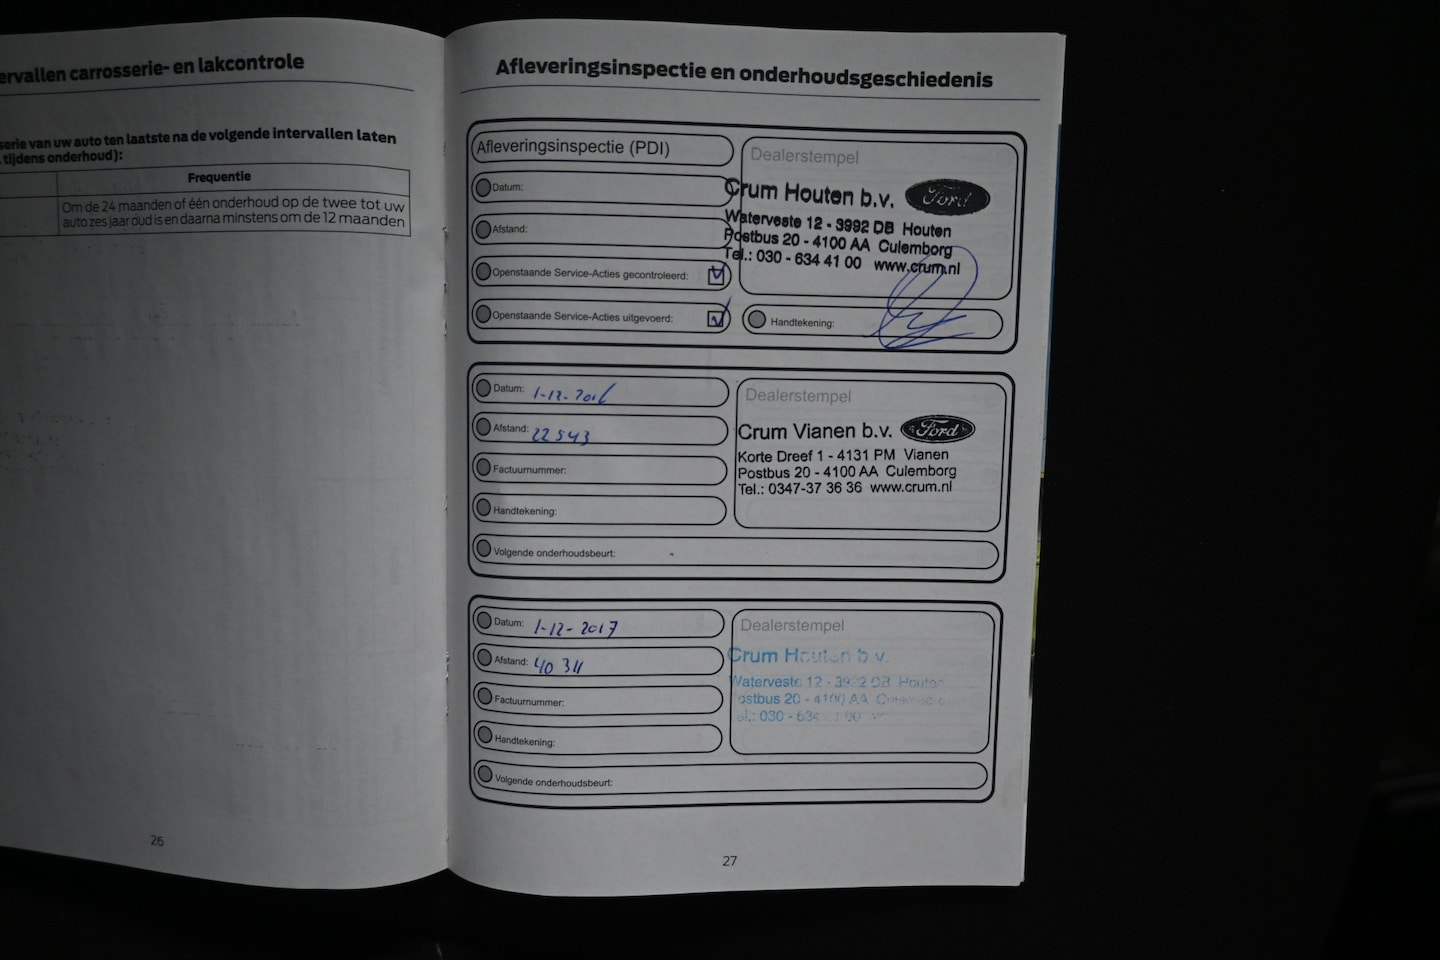 ervallen carrosserie- en lakcontrole
serie van uw auto ten laatste na de volgende intervallen laten
tijdens onderhoud):
Frequentie
Om de 24 maanden of één onderhoud op de twee tot uw
auto zes jaar oud is en daarna minstens om de 12 maanden
26
Afleveringsinspectie en onderhoudsgeschiedenis
Afleveringsinspectie (PDI)
Datum:
Afstand:
Openstaande Service-Acties gecontroleerd:
Openstaande Service-Acties uitgevoerd:
Dealerstempel
Crum Houten b.v. Ford
Waterveste 12 - 3992 DB Houten
Postbus 20 - 4100 AA Culemborg
Tel.: 030 - 634 41 00 www.crum.nl
Handtekening:
Datum: 1-12-2016
Afstand: 22543
Factuurnummer:
Handtekening:
Volgende onderhoudsbeurt:
Dealerstempel
Crum Vianen b.v. Ford
Korte Dreef 1 - 4131 PM Vianen
Postbus 20 - 4100 AA Culemborg
Tel.: 0347-37 36 36 www.crum.nl
Datum: 1-12-2017
Afstand: 40311
Factuurnummer:
Handtekening:
Volgende onderhoudsbeurt:
Dealerstempel
Crum Houten b.v.
Waterveste 12 - 3992 DB Houten
ostbus 20 - 4100 AA
el.: 030 - 634 41 00
27